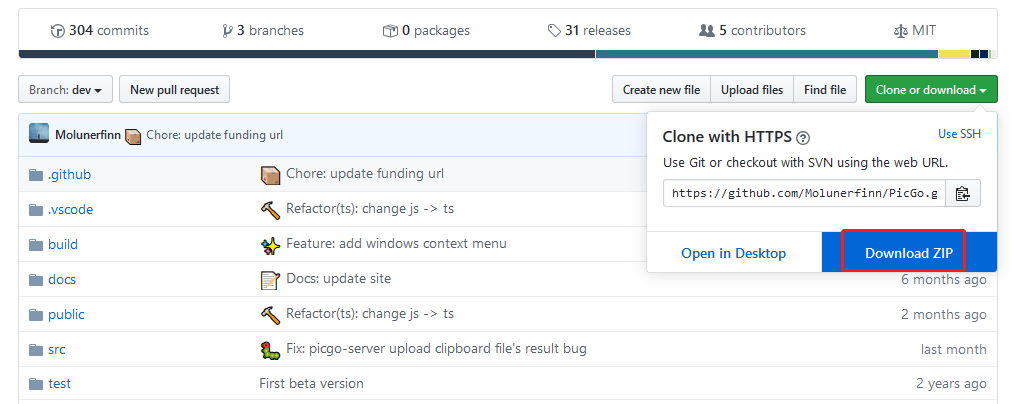 304 commits 3 branches 0 packages 31 releases 5 contributors MIT
Branch: dev New pull request Create new file Upload files Find file Clone or download
Molunerfinn Chore: update funding url
Clone with HTTPS Use SSH
Use Git or checkout with SVN using the web URL.
https://github.com/Molunerfinn/PicGo.g
Open in Desktop Download ZIP
.github Chore: update funding url
.vscode Refactor(ts): change js -> ts
build Feature: add windows context menu
docs Docs: update site 6 months ago
public Refactor(ts): change js -> ts 2 months ago
src Fix: picgo-server upload clipboard file's result bug last month
test First beta version 2 years ago